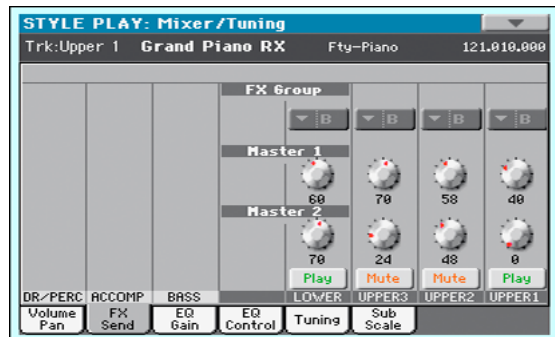 STYLE PLAY: Mixer/Tuning
Trk:Upper 1 Grand Piano RX Fty-Piano 121.010.000
FX Group
B B B B
Master 1
60 70 58 40
Master 2
70 24 48 0
Play Mute Mute Play
DR/PERC ACCOMP BASS LOWER UPPER3 UPPER2 UPPER1
Volume Pan FX Send EQ Gain EQ Control Tuning Sub Scale